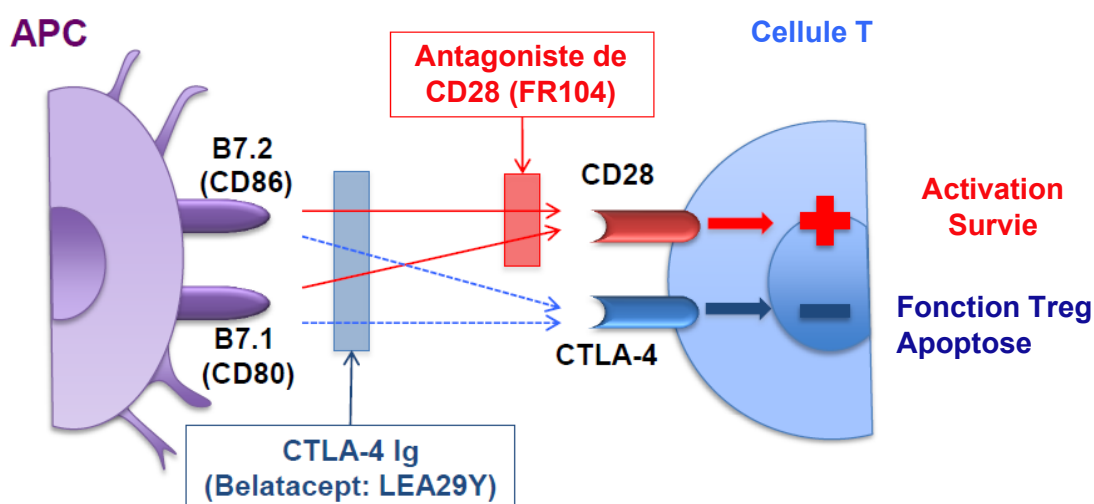 APC
Cellule T
Antagoniste de
CD28 (FR104)
B7.2
(CD86)
CD28
Activation
Survie
B7.1
(CD80)
CTLA-4
Fonction Treg
Apoptose
CTLA-4 Ig
(Belatacept: LEA29Y)